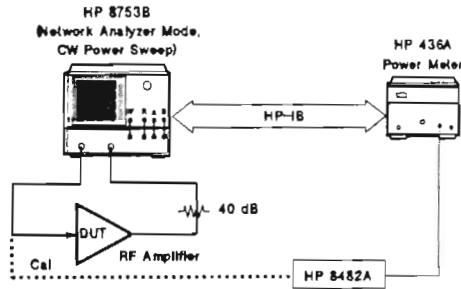 HP 8753B
(Network Analyzer Mode,
CW Power Sweep)
HP 436A
Power Meter
HP-IB
40 dB
DUT
RF Amplifier
Cal
HP 8482A